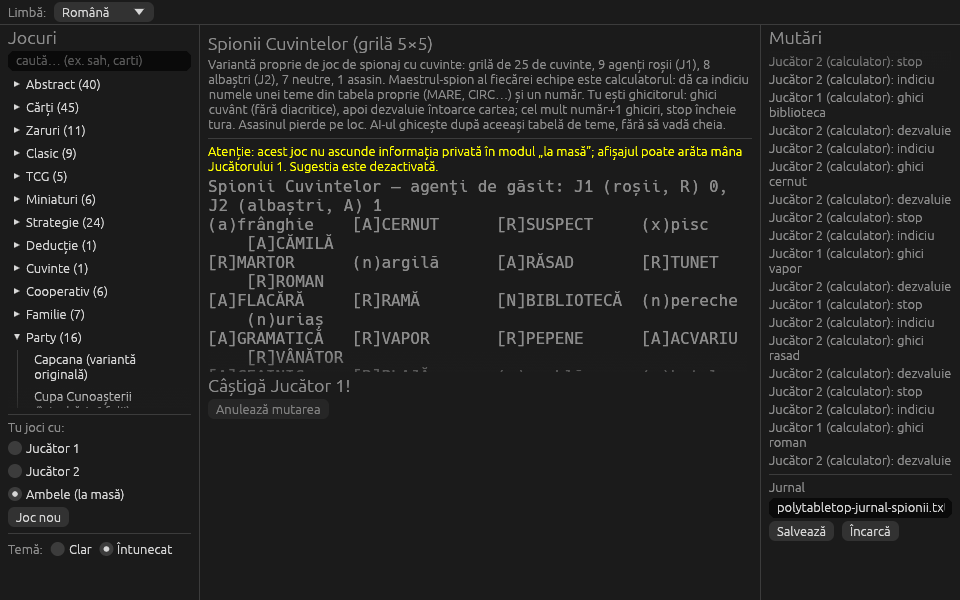 Limbă: Română
Jocuri
caută... (ex. sah, carti)
Abstract (40)
Cărți (45)
Zaruri (11)
Clasic (9)
TCG (5)
Miniaturi (6)
Strategie (24)
Deducție (1)
Cuvinte (1)
Cooperativ (6)
Familie (7)
Party (16)
Capcana (variantă
originală)
Cupa Cunoașterii
Tu joci cu:
Jucător 1
Jucător 2
Ambele (la masă)
Joc nou
Temă: Clar Întunecat
Spionii Cuvintelor (grilă 5×5)
Variantă proprie de joc de spionaj cu cuvinte: grilă de 25 de cuvinte, 9 agenți roșii (J1), 8
albaștri (J2), 7 neutre, 1 asasin. Maestrul-spion al fiecărei echipe este calculatorul: dă ca indiciu
numele unei teme din tabela proprie (MARE, CIRC...) și un număr. Tu ești ghicitorul: ghici
cuvânt (fără diacritice), apoi dezvaluie întoarce cartea; cel mult număr+1 ghiciri, stop încheie
tura. Asasinul pierde pe loc. AI-ul ghicește după aceeași tabelă de teme, fără să vadă cheia.
Atenție: acest joc nu ascunde informația privată în modul „la masă”; afișajul poate arăta mâna
Jucătorului 1. Sugestia este dezactivată.
Spionii Cuvintelor — agenţi de găsit: J1 (roșii, R) 0,
J2 (albaștri, A) 1
(a)frânghie [A]CERNUT [R]SUSPECT (x)pisc
[A]CĂMILĂ
[R]MARTOR (n)argilă [A]RĂSAD [R]TUNET
[R]ROMAN
[A]FLACĂRĂ [R]RAMĂ [N]BIBLIOTECĂ (n)pereche
(n)uriaş
[A]GRAMATICĂ [R]VAPOR [R]PEPENE [A]ACVARIU
[R]VÂNĂTOR
Câștigă Jucător 1!
Anulează mutarea
Mutări
Jucător 2 (calculator): stop
Jucător 2 (calculator): indiciu
Jucător 1 (calculator): ghici
biblioteca
Jucător 2 (calculator): dezvaluie
Jucător 2 (calculator): indiciu
Jucător 2 (calculator): ghici
cernut
Jucător 2 (calculator): dezvaluie
Jucător 2 (calculator): stop
Jucător 2 (calculator): indiciu
Jucător 1 (calculator): ghici
vapor
Jucător 2 (calculator): dezvaluie
Jucător 1 (calculator): stop
Jucător 2 (calculator): indiciu
Jucător 2 (calculator): ghici
rasad
Jucător 2 (calculator): dezvaluie
Jucător 2 (calculator): stop
Jucător 2 (calculator): indiciu
Jucător 1 (calculator): ghici
roman
Jucător 2 (calculator): dezvaluie
Jurnal
polytabletop-jurnal-spionii.tx
Salvează Încarcă